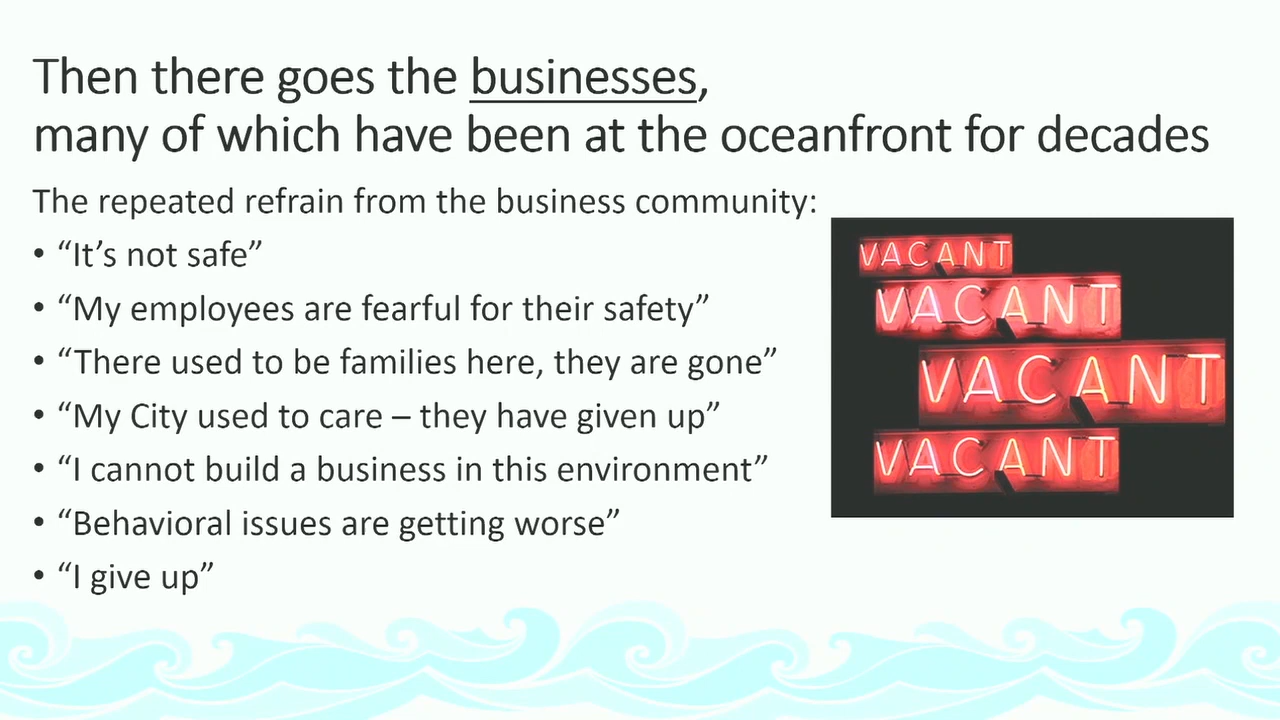 Then there goes the businesses,
many of which have been at the oceanfront for decades
The repeated refrain from the business community:
• “It’s not safe”
• “My employees are fearful for their safety”
• “There used to be families here, they are gone”
• “My City used to care – they have given up”
• “I cannot build a business in this environment”
• “Behavioral issues are getting worse”
• “I give up”
VACANT
VACANT
VACANT
VACANT